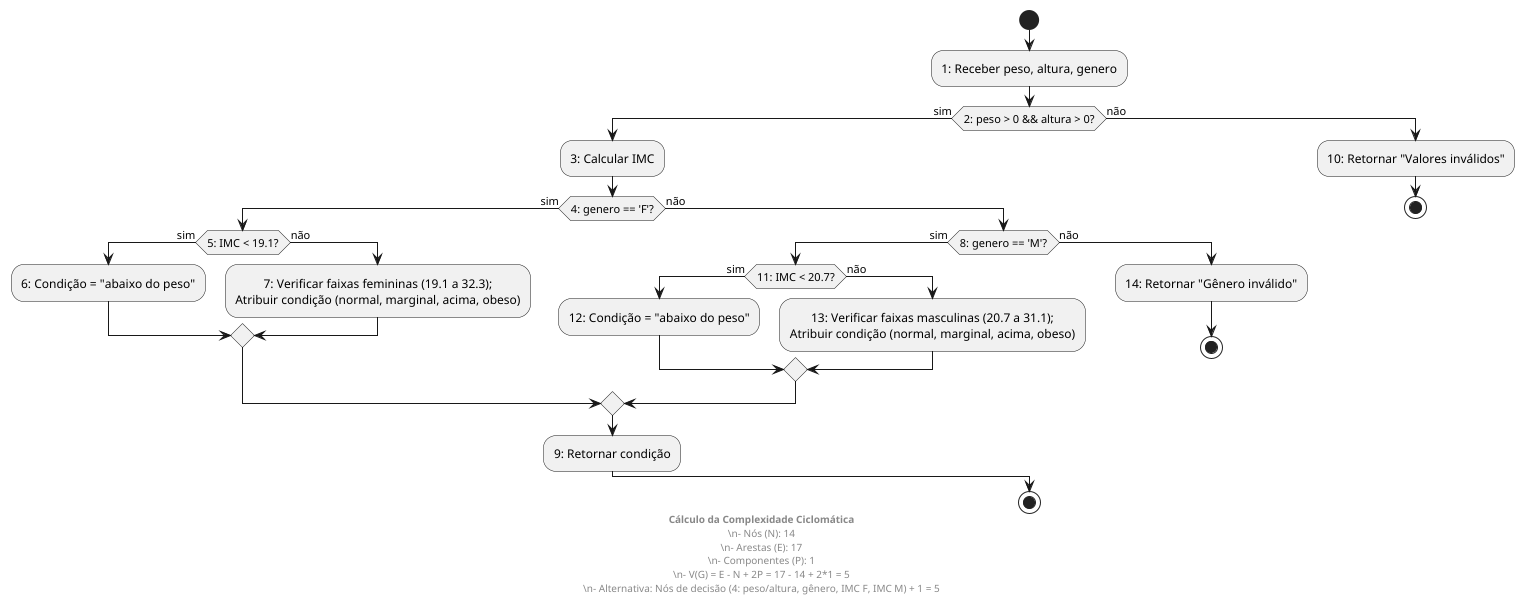 1: Receber peso, altura, genero
sim
2: peso > 0 && altura > 0?
não
3: Calcular IMC
10: Retornar "Valores inválidos"
sim
4: genero == 'F'?
não
sim
5: IMC < 19.1?
não
sim
8: genero == 'M'?
não
6: Condição = "abaixo do peso"
7: Verificar faixas femininas (19.1 a 32.3);
Atribuir condição (normal, marginal, acima, obeso)
sim
11: IMC < 20.7?
não
14: Retornar "Gênero inválido"
12: Condição = "abaixo do peso"
13: Verificar faixas masculinas (20.7 a 31.1);
Atribuir condição (normal, marginal, acima, obeso)
9: Retornar condição
Cálculo da Complexidade Ciclomática
\n- Nós (N): 14
\n- Arestas (E): 17
\n- Componentes (P): 1
\n- V(G) = E - N + 2P = 17 - 14 + 2*1 = 5
\n- Alternativa: Nós de decisão (4: peso/altura, gênero, IMC F, IMC M) + 1 = 5